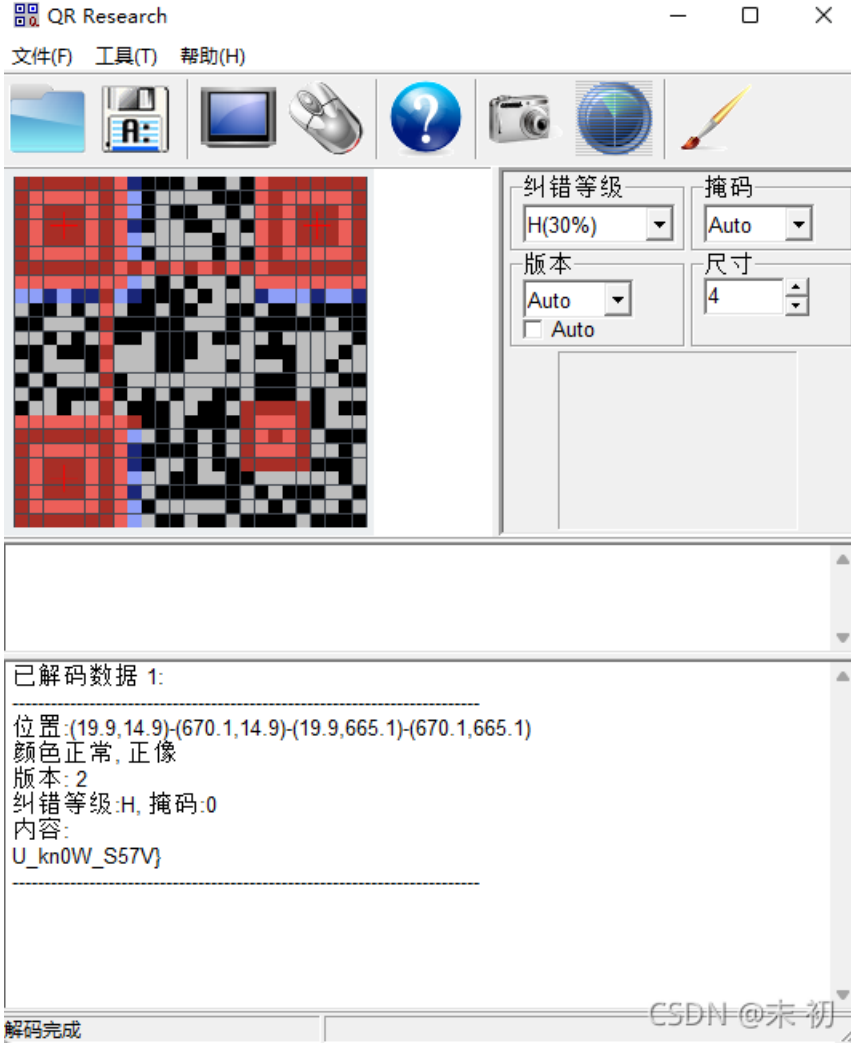 QR Research
文件(F) 工具(T) 帮助(H)
A:
?
纠错等级
掩码
H(30%)
Auto
版本
尺寸
Auto
4
Auto
已解码数据 1:
--------------------------------------------------------------------------------
位置:(19.9,14.9)-(670.1,14.9)-(19.9,665.1)-(670.1,665.1)
颜色正常, 正像
版本: 2
纠错等级:H, 掩码:0
内容:
U_kn0W_S57V}
--------------------------------------------------------------------------------
解码完成
CSDN @末 初